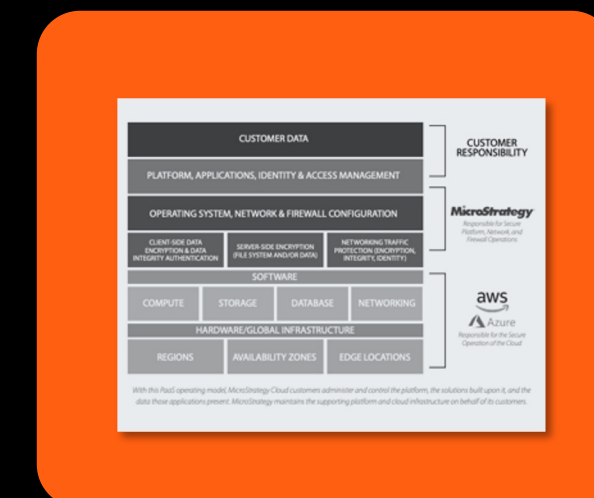 CUSTOMER DATA
PLATFORM, APPLICATIONS, IDENTITY & ACCESS MANAGEMENT
OPERATING SYSTEM, NETWORK & FIREWALL CONFIGURATION
CLIENT-SIDE DATA
ENCRYPTION & DATA
INTEGRITY AUTHENTICATION
SERVER-SIDE ENCRYPTION
(FILE SYSTEM AND/OR DATA)
NETWORKING TRAFFIC
PROTECTION (ENCRYPTION,
INTEGRITY, IDENTITY)
SOFTWARE
COMPUTE
STORAGE
DATABASE
NETWORKING
HARDWARE/GLOBAL INFRASTRUCTURE
REGIONS
AVAILABILITY ZONES
EDGE LOCATIONS
CUSTOMER
RESPONSIBILITY
MicroStrategy
Responsible for Secure
Platform, Network, and
Firewall Operations
aws
Azure
Responsible for the Secure
Operation of the Cloud
With this PaaS operating model, MicroStrategy Cloud customers administer and control the platform, the solutions built upon it, and the
data those applications present. MicroStrategy maintains the supporting platform and cloud infrastructure on behalf of its customers.